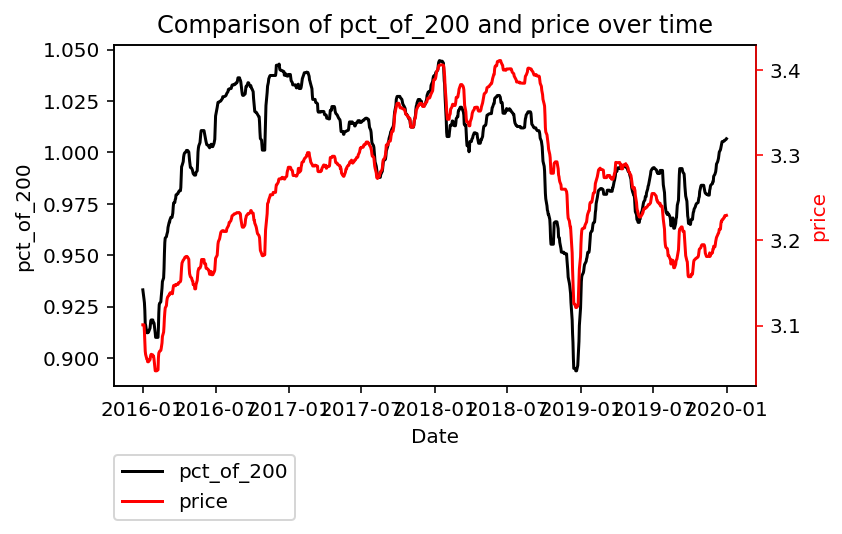 Comparison of pct_of_200 and price over time
1.050
1.025
1.000
0.975
0.950
0.925
0.900
pct_of_200
3.4
3.3
3.2
3.1
price
2016-01 2016-07 2017-01 2017-07 2018-01 2018-07 2019-01 2019-07 2020-01
Date
pct_of_200
price